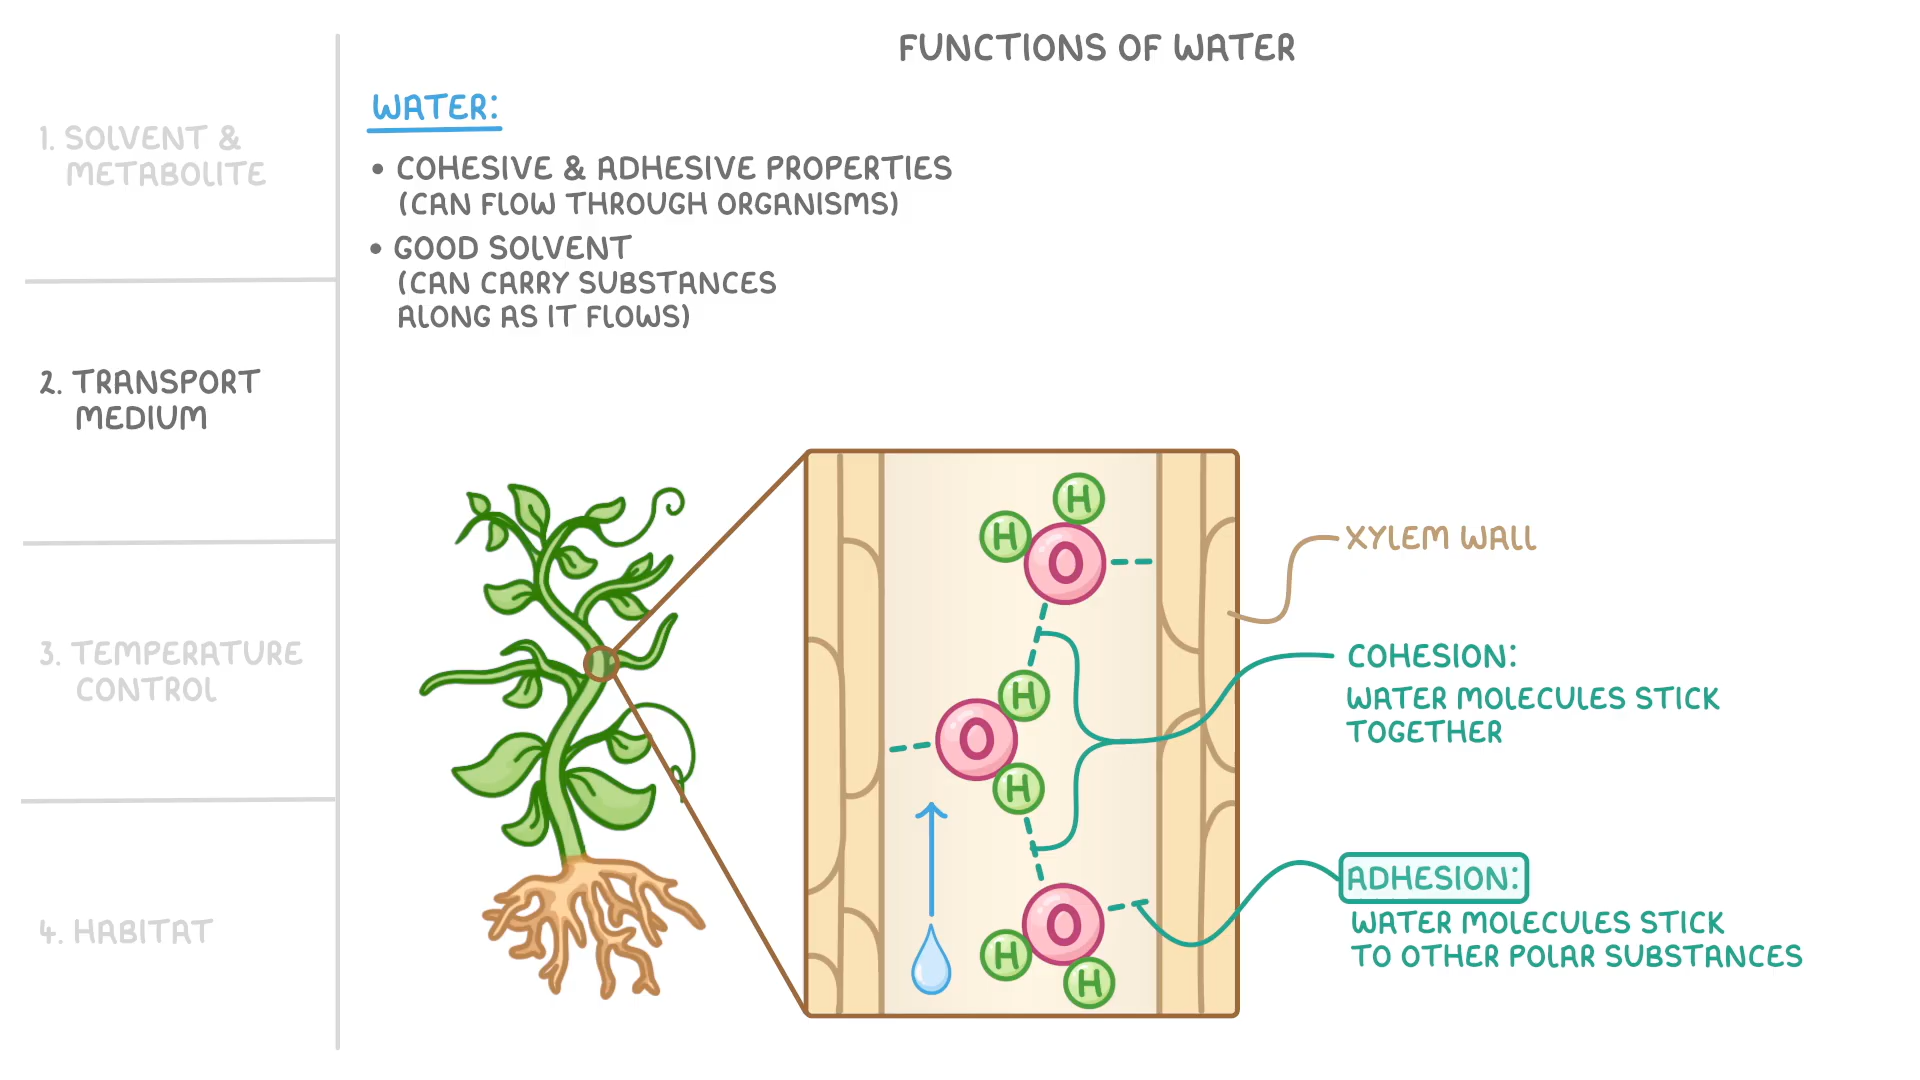 FUNCTIONS OF WATER
1. SOLVENT &
METABOLITE
2. TRANSPORT
MEDIUM
3. TEMPERATURE
CONTROL
4. HABITAT
WATER:
• COHESIVE & ADHESIVE PROPERTIES
(CAN FLOW THROUGH ORGANISMS)
• GOOD SOLVENT
(CAN CARRY SUBSTANCES
ALONG AS IT FLOWS)
H
H
O
H
O
H
O
H
H
XYLEM WALL
COHESION:
WATER MOLECULES STICK
TOGETHER
ADHESION:
WATER MOLECULES STICK
TO OTHER POLAR SUBSTANCES